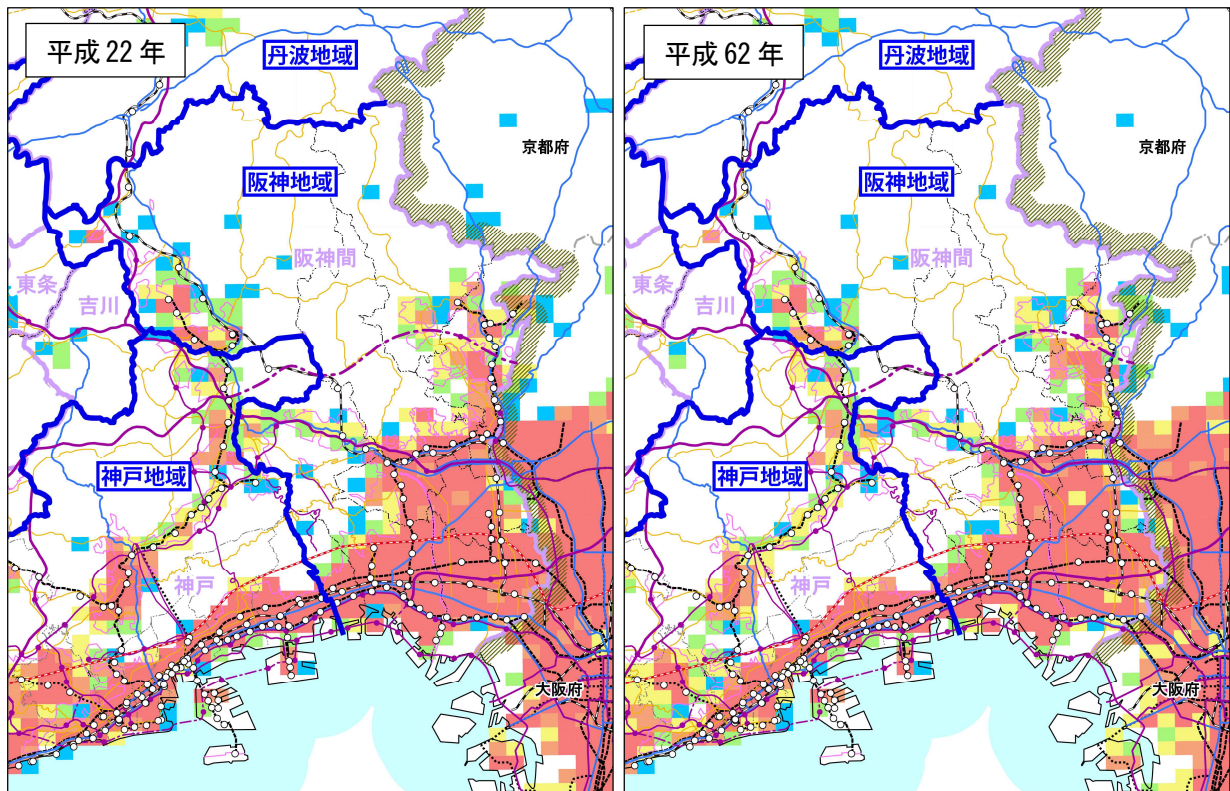 平成 22 年
丹波地域
京都府
阪神地域
阪神間
東条
吉川
神戸地域
神戸
大阪府
平成 62 年
丹波地域
京都府
阪神地域
阪神間
東条
吉川
神戸地域
神戸
大阪府